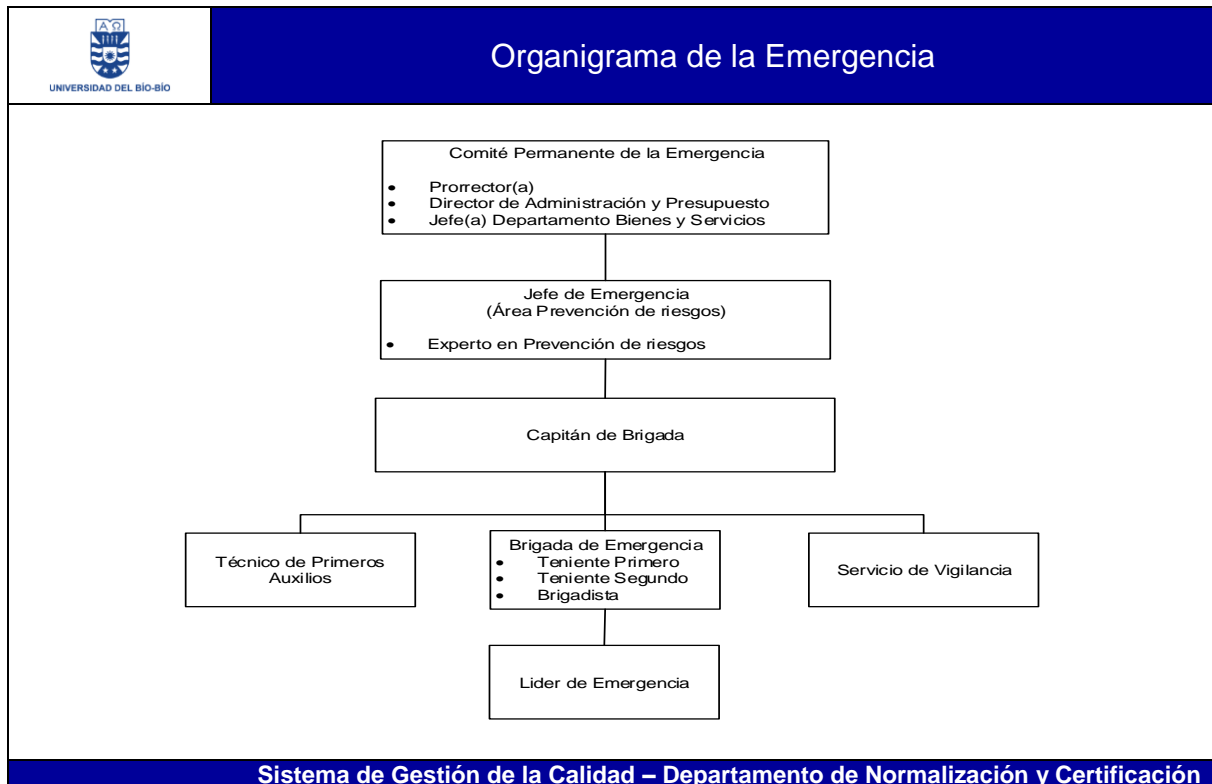 ΑΩ
UNIVERSIDAD DEL BÍO-BÍO
Organigrama de la Emergencia
Comité Permanente de la Emergencia
• Prorrector(a)
• Director de Administración y Presupuesto
• Jefe(a) Departamento Bienes y Servicios
Jefe de Emergencia
(Área Prevención de riesgos)
• Experto en Prevención de riesgos
Capitán de Brigada
Técnico de Primeros
Auxilios
Brigada de Emergencia
• Teniente Primero
• Teniente Segundo
• Brigadista
Servicio de Vigilancia
Lider de Emergencia
Sistema de Gestión de la Calidad – Departamento de Normalización y Certificación